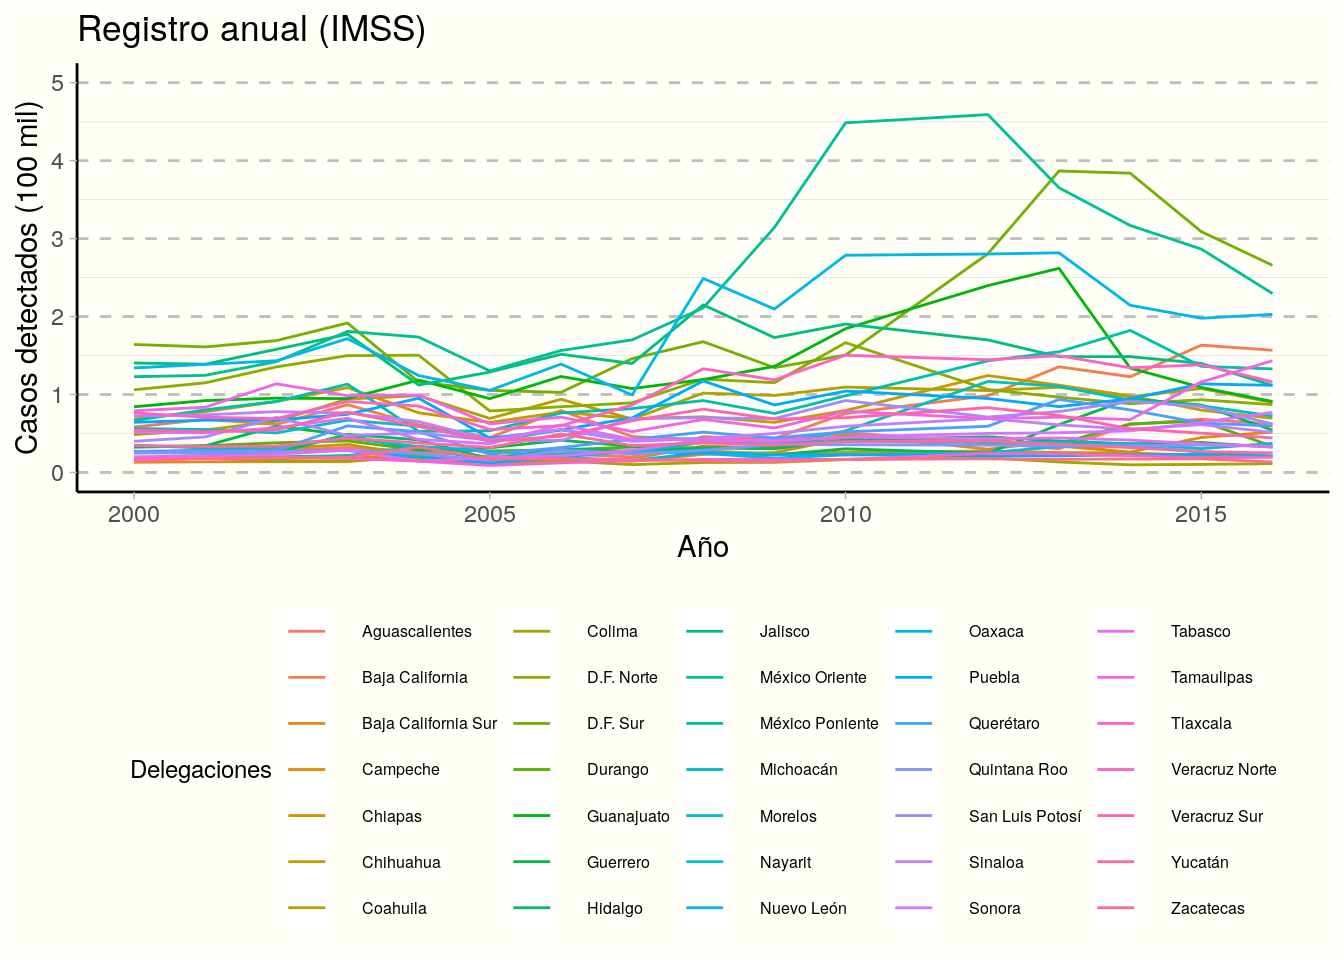 Registro anual (IMSS)
Casos detectados (100 mil)
5
4
3
2
1
0
2000 2005 2010 2015
Año
Delegaciones
Aguascalientes Colima Jalisco Oaxaca Tabasco
Baja California D.F. Norte México Oriente Puebla Tamaulipas
Baja California Sur D.F. Sur México Poniente Querétaro Tlaxcala
Campeche Durango Michoacán Quintana Roo Veracruz Norte
Chiapas Guanajuato Morelos San Luis Potosí Veracruz Sur
Chihuahua Guerrero Nayarit Sinaloa Yucatán
Coahuila Hidalgo Nuevo León Sonora Zacatecas